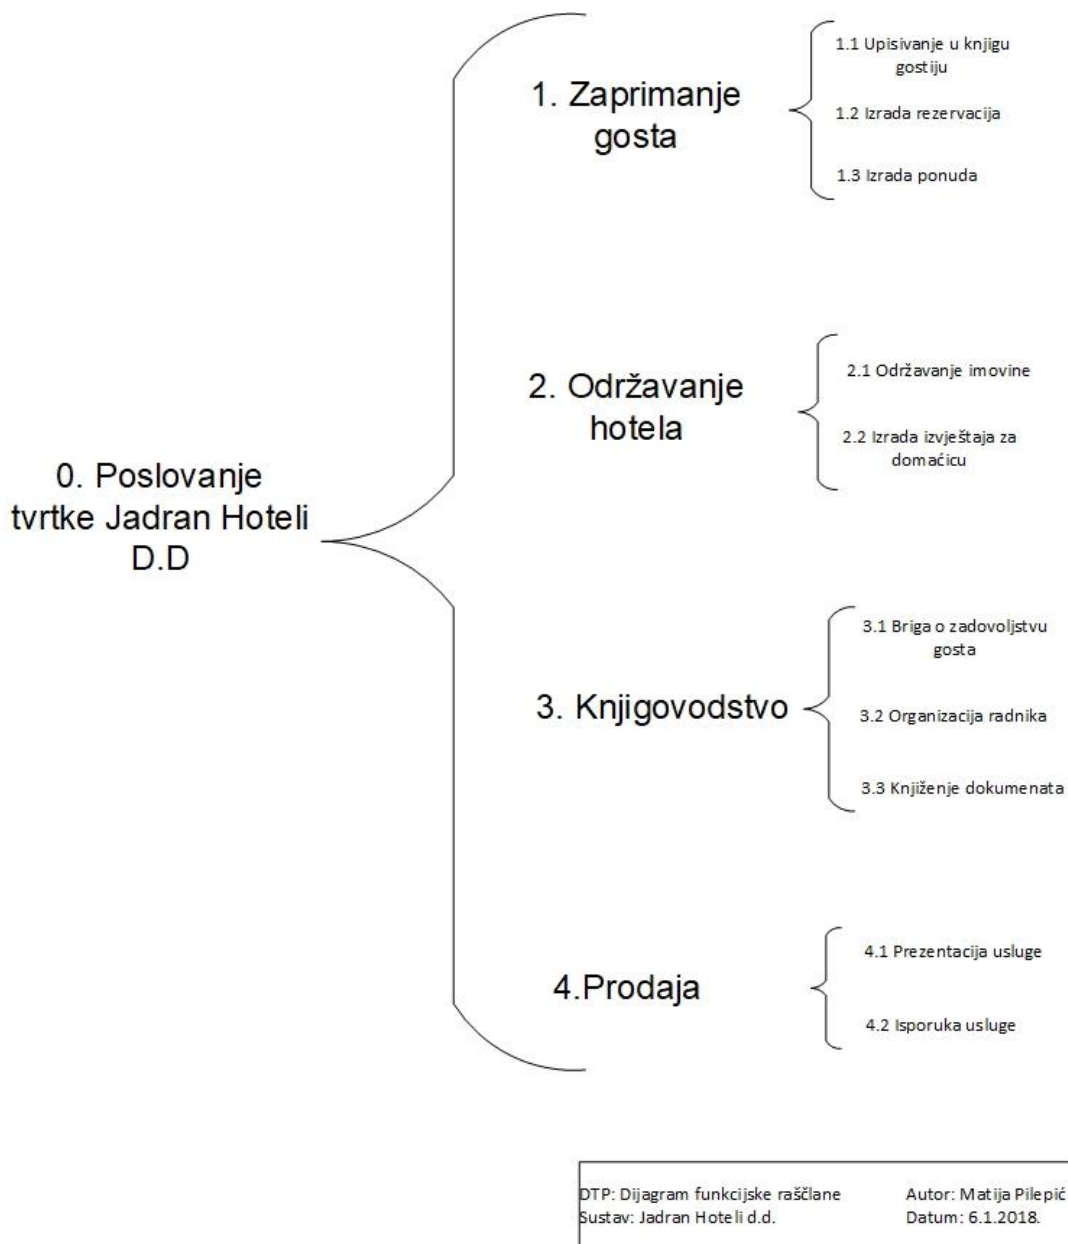 0. Poslovanje
tvrtke Jadran Hoteli
D.D
1. Zaprimanje
gosta
1.1 Upisivanje u knjigu
gostiju
1.2 Izrada rezervacija
1.3 Izrada ponuda
2. Održavanje
hotela
2.1 Održavanje imovine
2.2 Izrada izvještaja za
domaćicu
3. Knjigovodstvo
3.1 Briga o zadovoljstvu
gosta
3.2 Organizacija radnika
3.3 Knjiženje dokumenata
4.Prodaja
4.1 Prezentacija usluge
4.2 Isporuka usluge
DTP: Dijagram funkcijske raščlane
Sustav: Jadran Hoteli d.d.
Autor: Matija Pilepić
Datum: 6.1.2018.